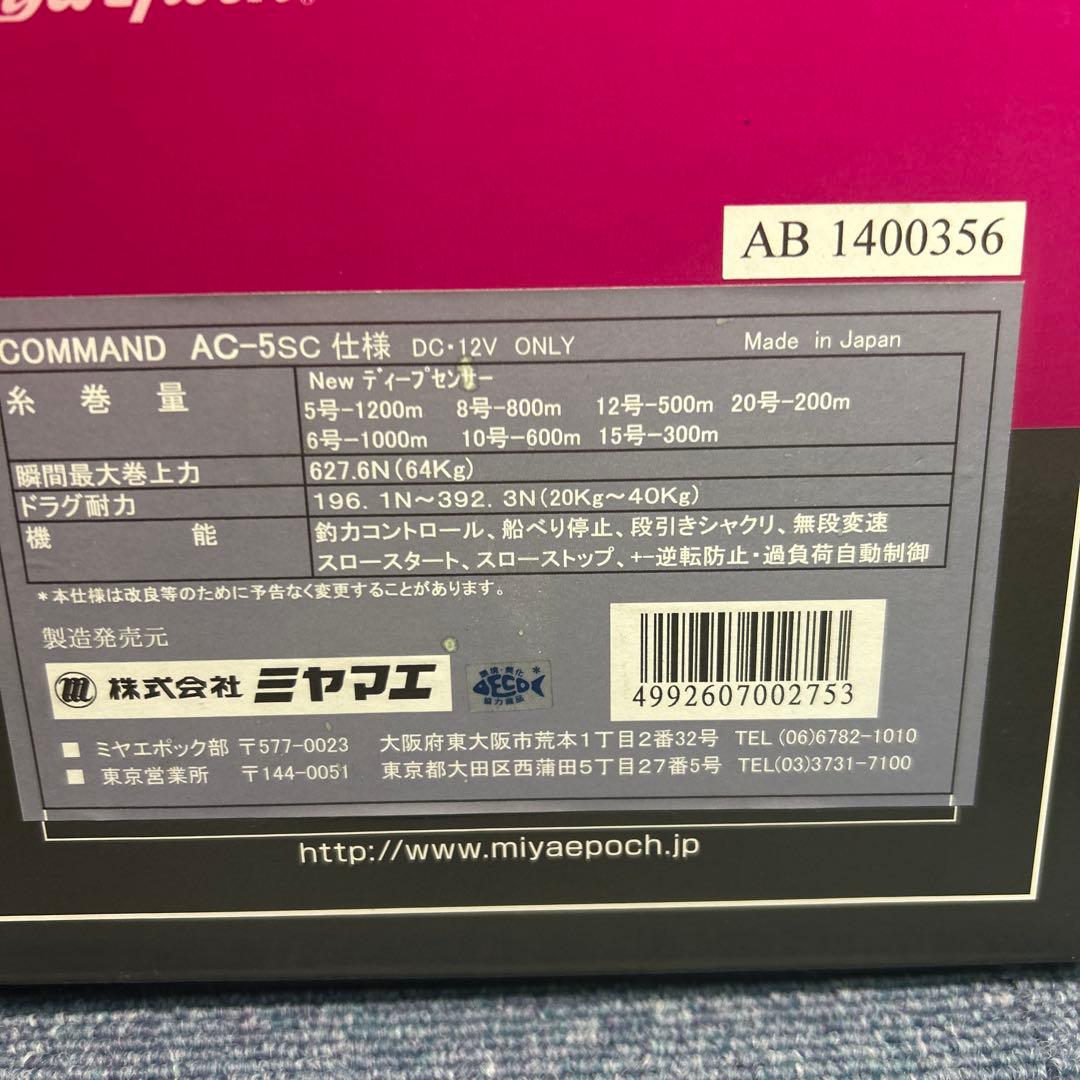 AB 1400356
COMMAND AC-5SC 仕様 DC・12V ONLY Made in Japan
糸巻量 New ディープセンサー
5号-1200m 8号-800m 12号-500m 20号-200m
6号-1000m 10号-600m 15号-300m
瞬間最大巻上力 627.6N(64Kg)
ドラグ耐力 196.1N～392.3N(20Kg～40Kg)
機能 釣力コントロール、船べり停止、段引きシャクリ、無段変速
スロースタート、スローストップ、+-逆転防止・過負荷自動制御
*本仕様は改良等のために予告なく変更することがあります。
製造発売元
m 株式会社 ミヤマエ
環境・美化
DECO
協力商品
4992607002753
■ ミヤエポック部 〒577-0023 大阪府東大阪市荒本1丁目2番32号 TEL (06)6782-1010
■ 東京営業所 〒144-0051 東京都大田区西蒲田5丁目27番5号 TEL(03)3731-7100
http://www.miyaepoch.jp